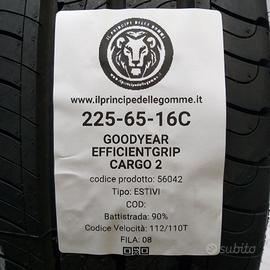 IL PRINCIPE DELLE GOMME
www.ilprincipedellegomme.it
225-65-16C
GOODYEAR
EFFICIENTGRIP
CARGO 2
codice prodotto: 56042
Tipo: ESTIVI
COD:
Battistrada: 90%
Codice Velocità: 112/110T
FILA: 08
subito